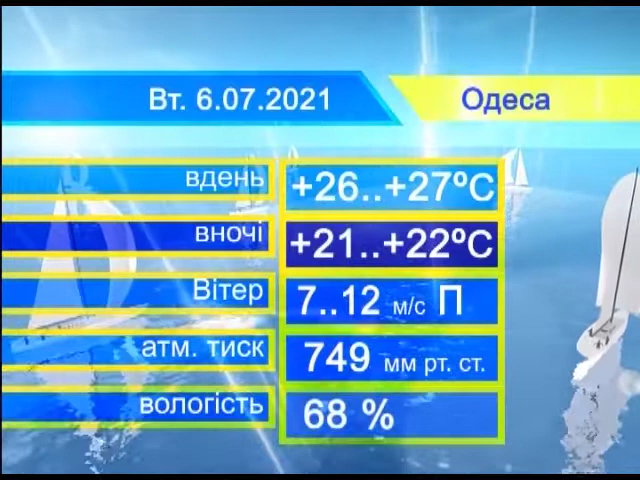 Вт. 6.07.2021 Одеса
вдень +26..+27ºC
вночі +21..+22ºC
Вітер 7..12 м/с П
атм. тиск 749 мм рт. ст.
вологість 68 %